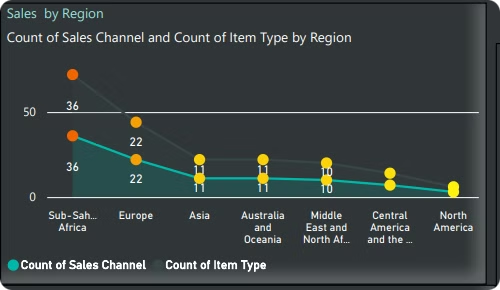 Sales  by Region
Count of Sales Channel and Count of Item Type by Region
50
0
36
36
22
22
11
11
11
11
10
10
Sub-Sah... Africa
Europe
Asia
Australia and Oceania
Middle East and North Af...
Central America and the ...
North America
Count of Sales Channel
Count of Item Type